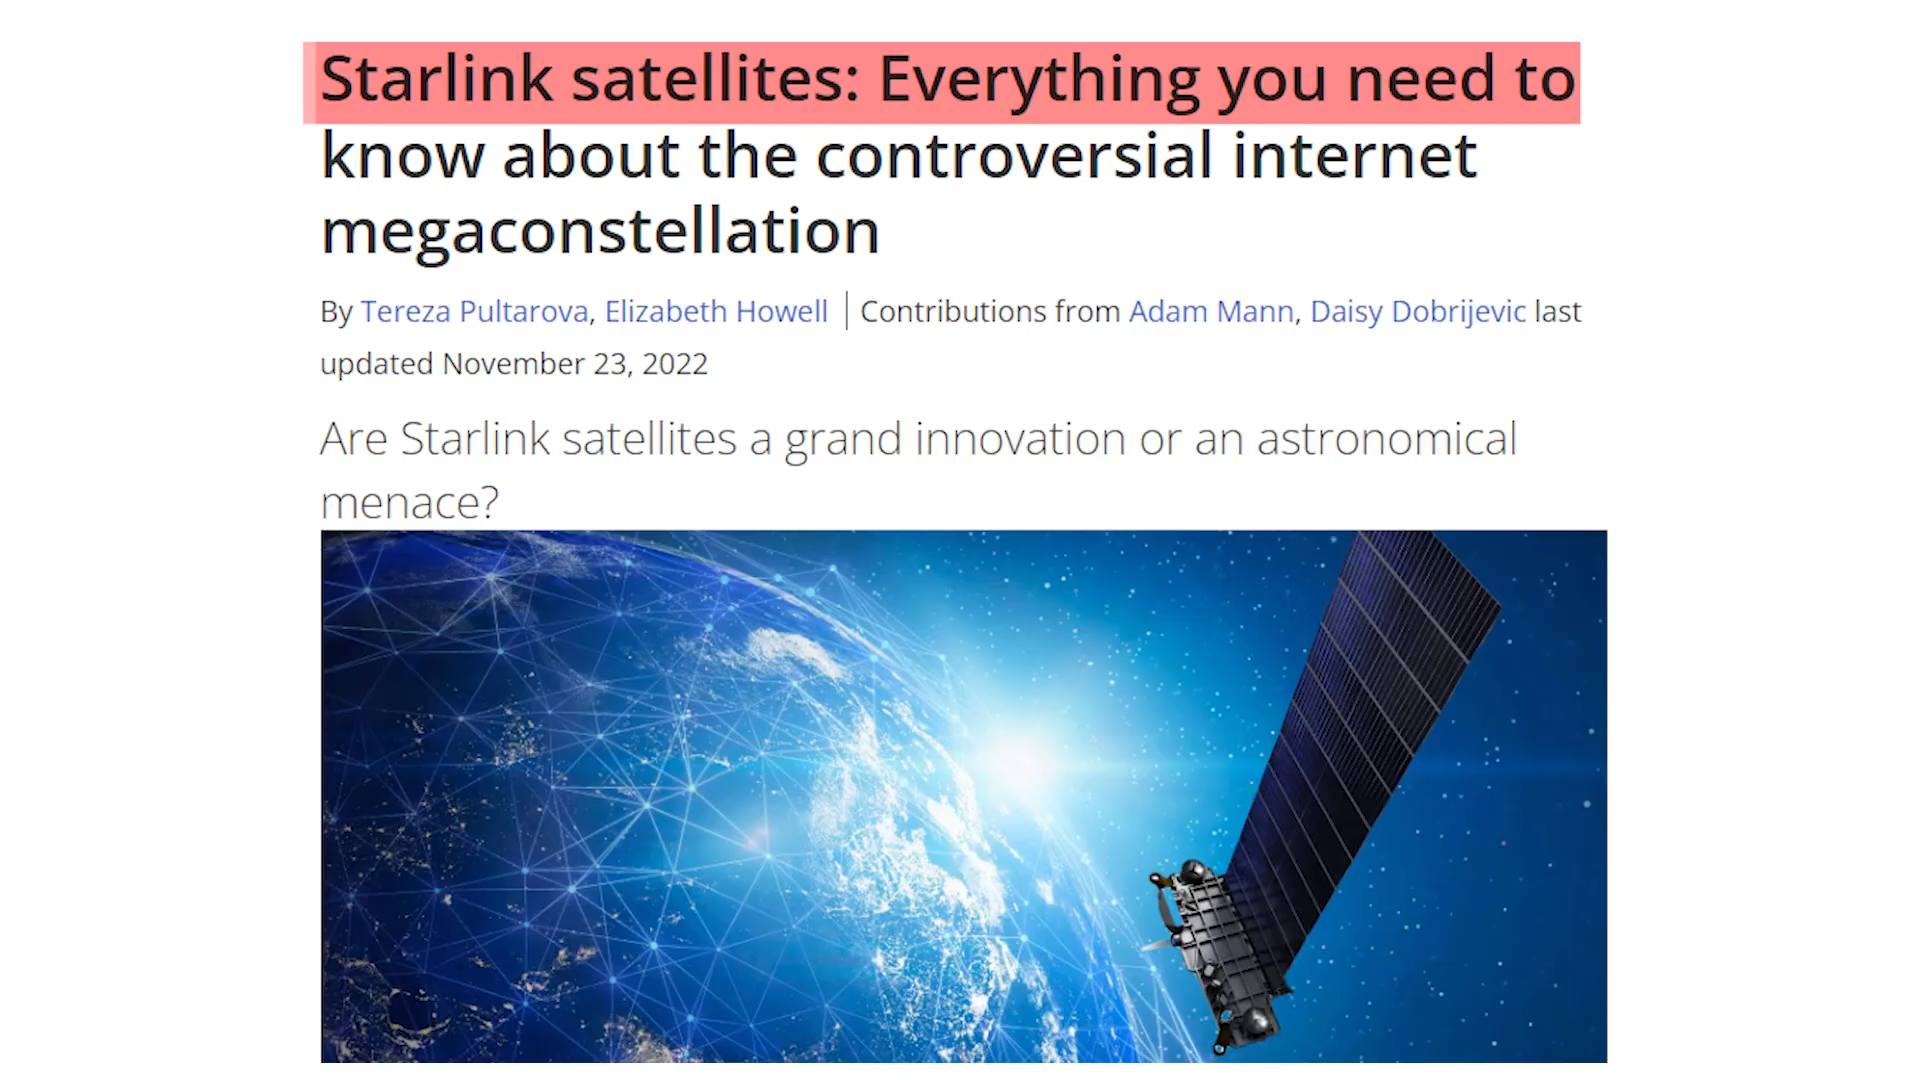 Starlink satellites: Everything you need to
know about the controversial internet
megaconstellation
By Tereza Pultarova, Elizabeth Howell | Contributions from Adam Mann, Daisy Dobrijevic last
updated November 23, 2022
Are Starlink satellites a grand innovation or an astronomical
menace?